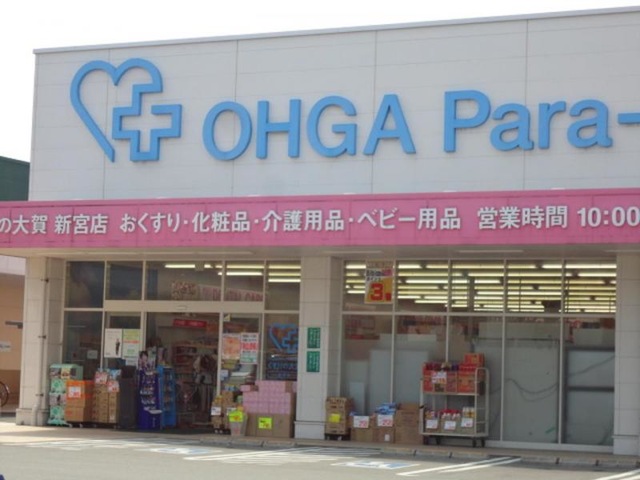 OHGA Para-
の大賀 新宮店 おくすり・化粧品・介護用品・ベビー用品 営業時間 10:00